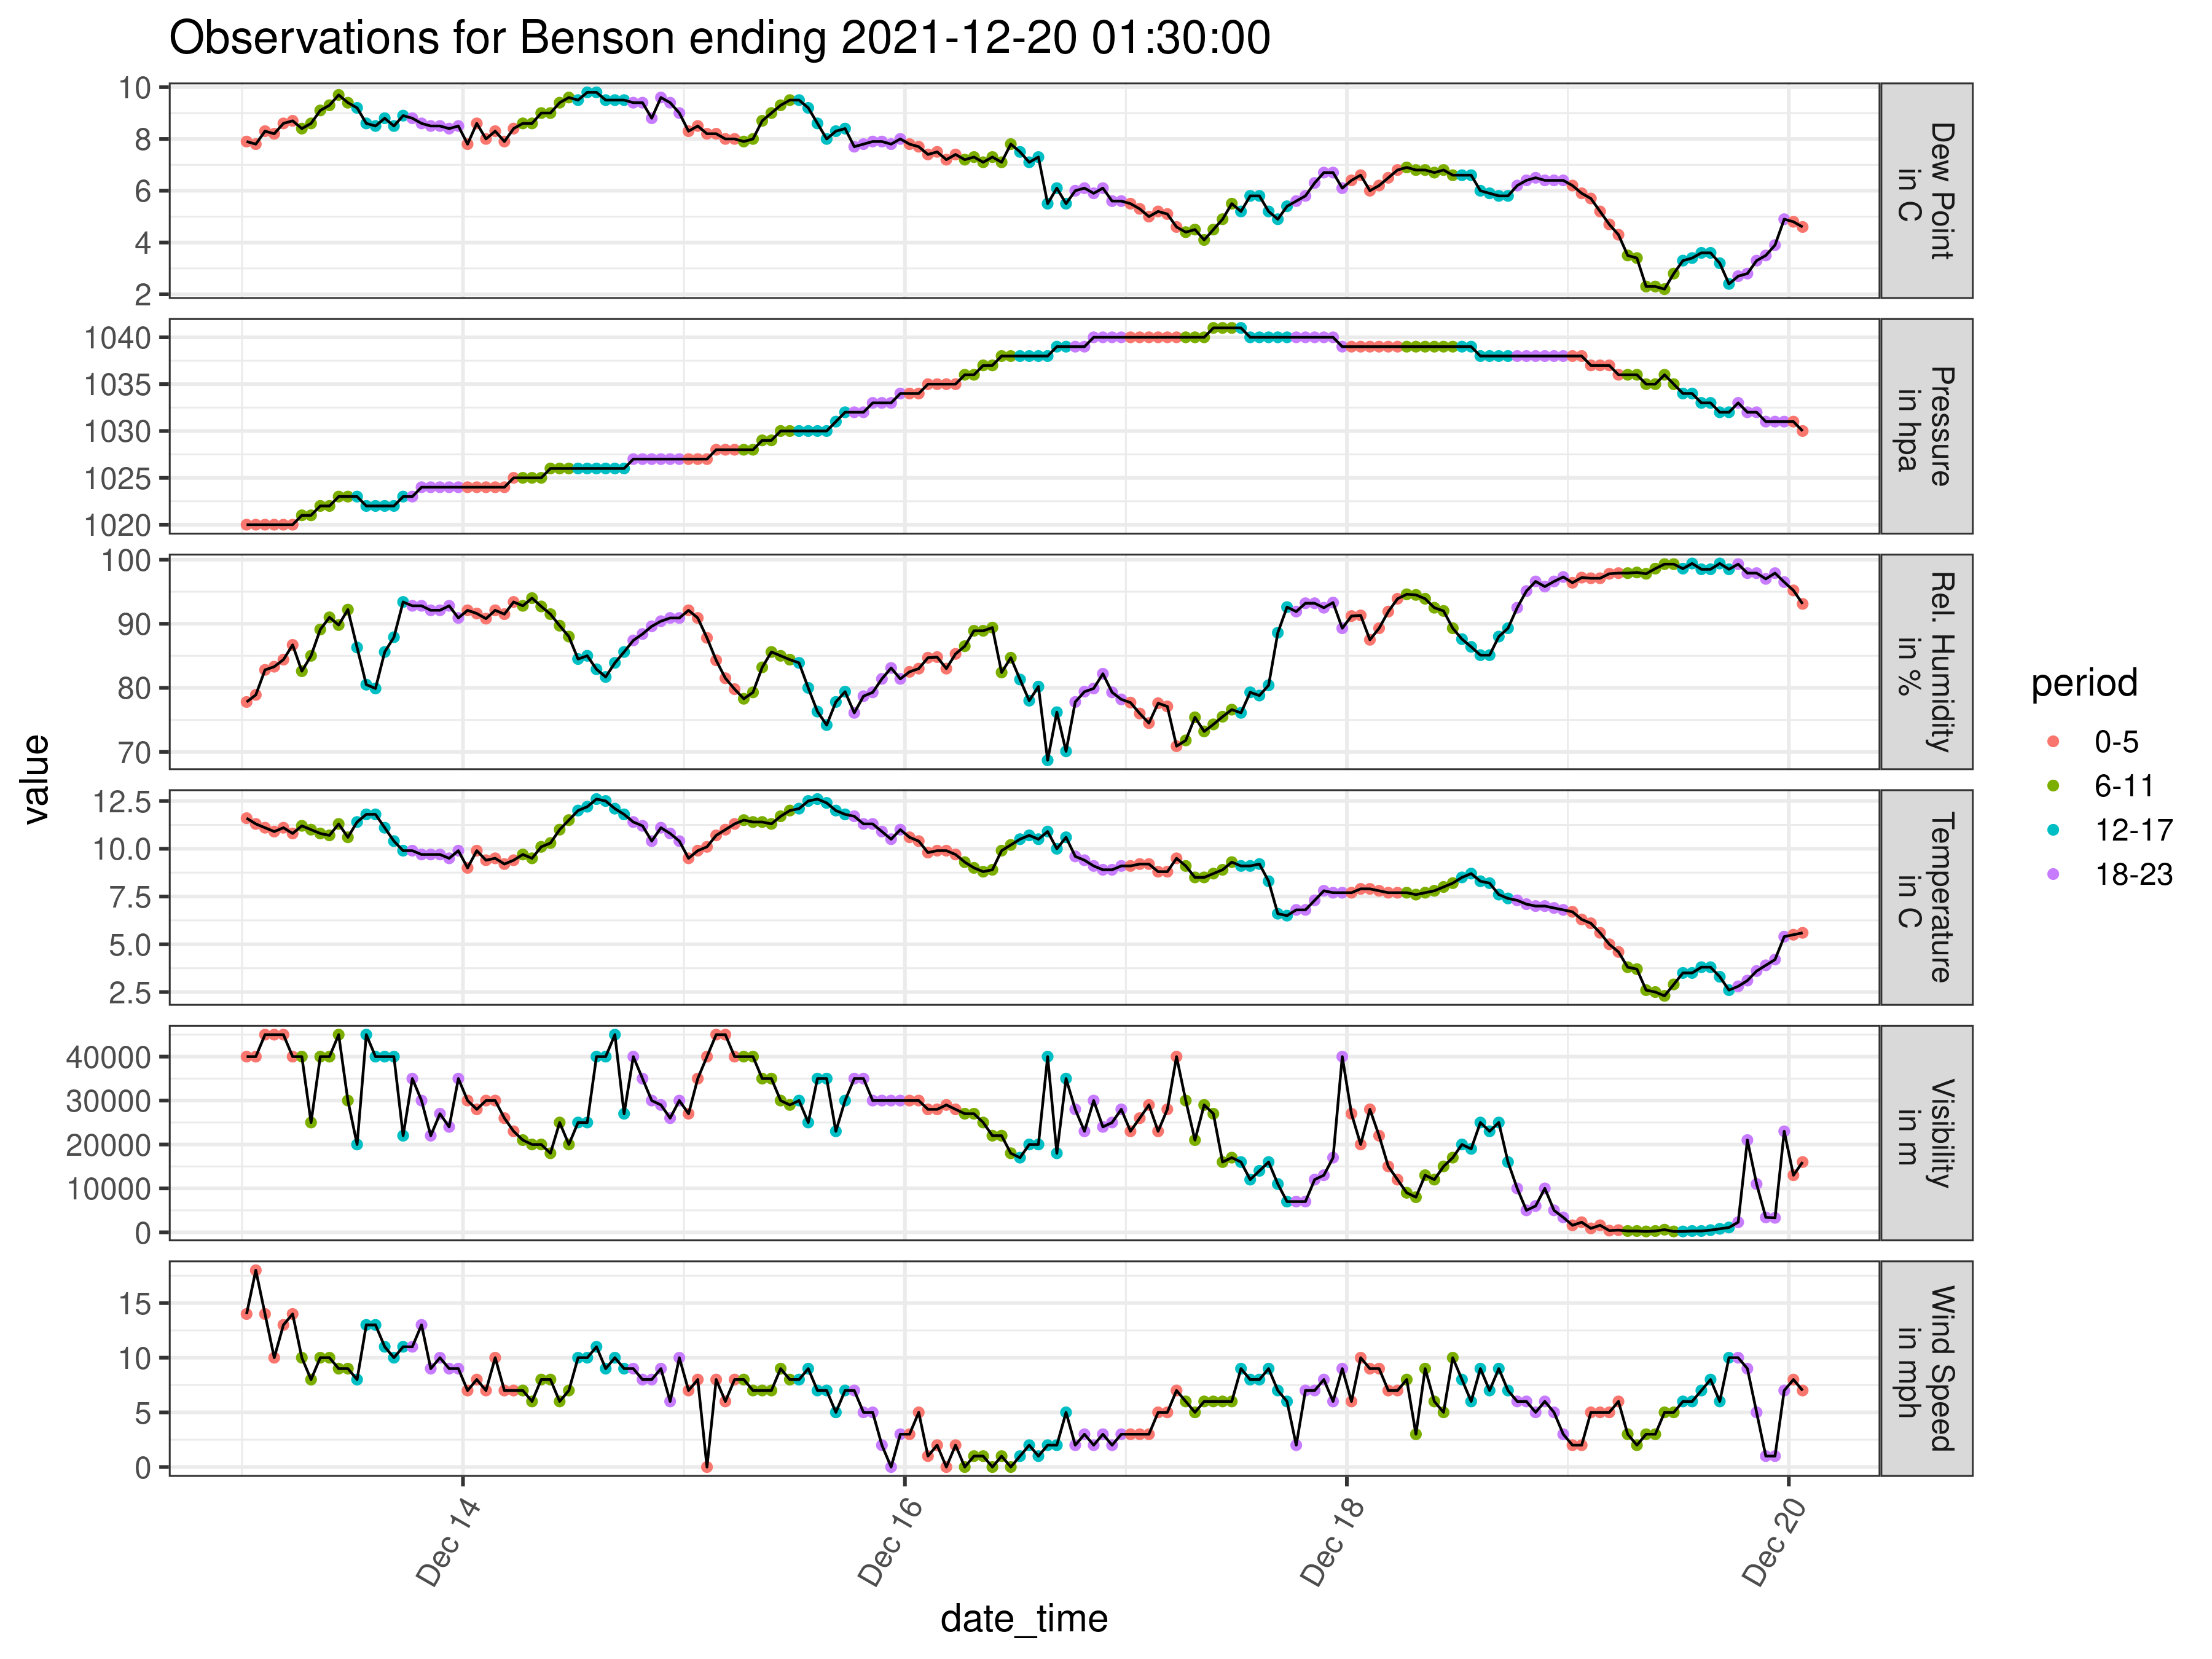 Observations for Benson ending 2021-12-20 01:30:00
value
10
8
6
4
2
Dew Point
in C
1040
1035
1030
1025
1020
Pressure
in hpa
100
90
80
70
Rel. Humidity
in %
12.5
10.0
7.5
5.0
2.5
Temperature
in C
40000
30000
20000
10000
0
Visibility
in m
15
10
5
0
Wind Speed
in mph
Dec 14
Dec 16
Dec 18
Dec 20
date_time
period
0-5
6-11
12-17
18-23